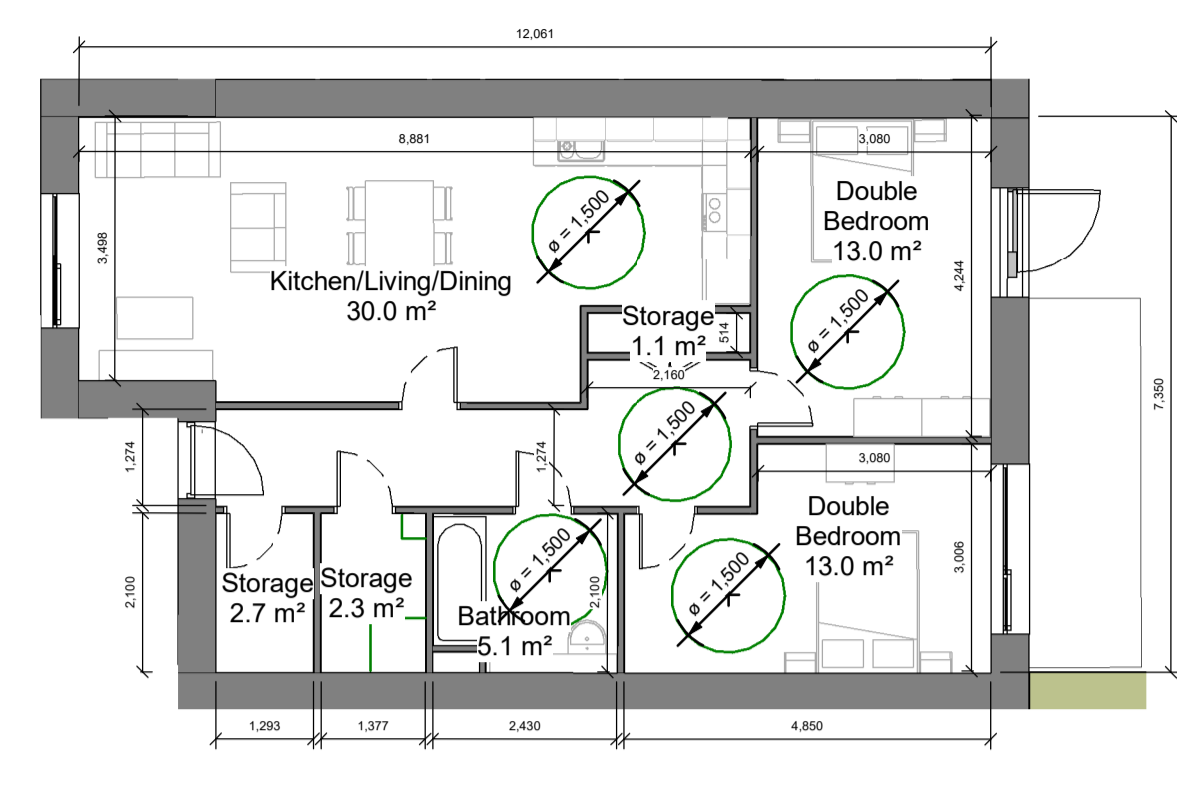 12,061
8,881
3,080
Double
Bedroom
13.0 m²
ø = 1,500
3,498
Kitchen/Living/Dining
30.0 m²
4,244
ø = 1,500
Storage
1.1 m²
514
2,160
7,350
ø = 1,500
1,274
1,274
3,080
Double
Bedroom
13.0 m²
3,006
ø = 1,500
ø = 1,500
2,100
Storage
2.7 m²
Storage
2.3 m²
2,100
Bathroom
5.1 m²
1,293
1,377
2,430
4,850